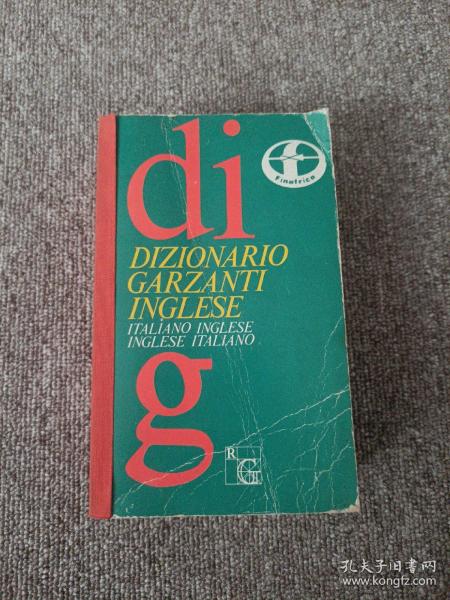 di
Finafrica
DIZIONARIO
GARZANTI
INGLESE
ITALIANO INGLESE
INGLESE ITALIANO
g
孔夫子旧书网
www.kongfz.com